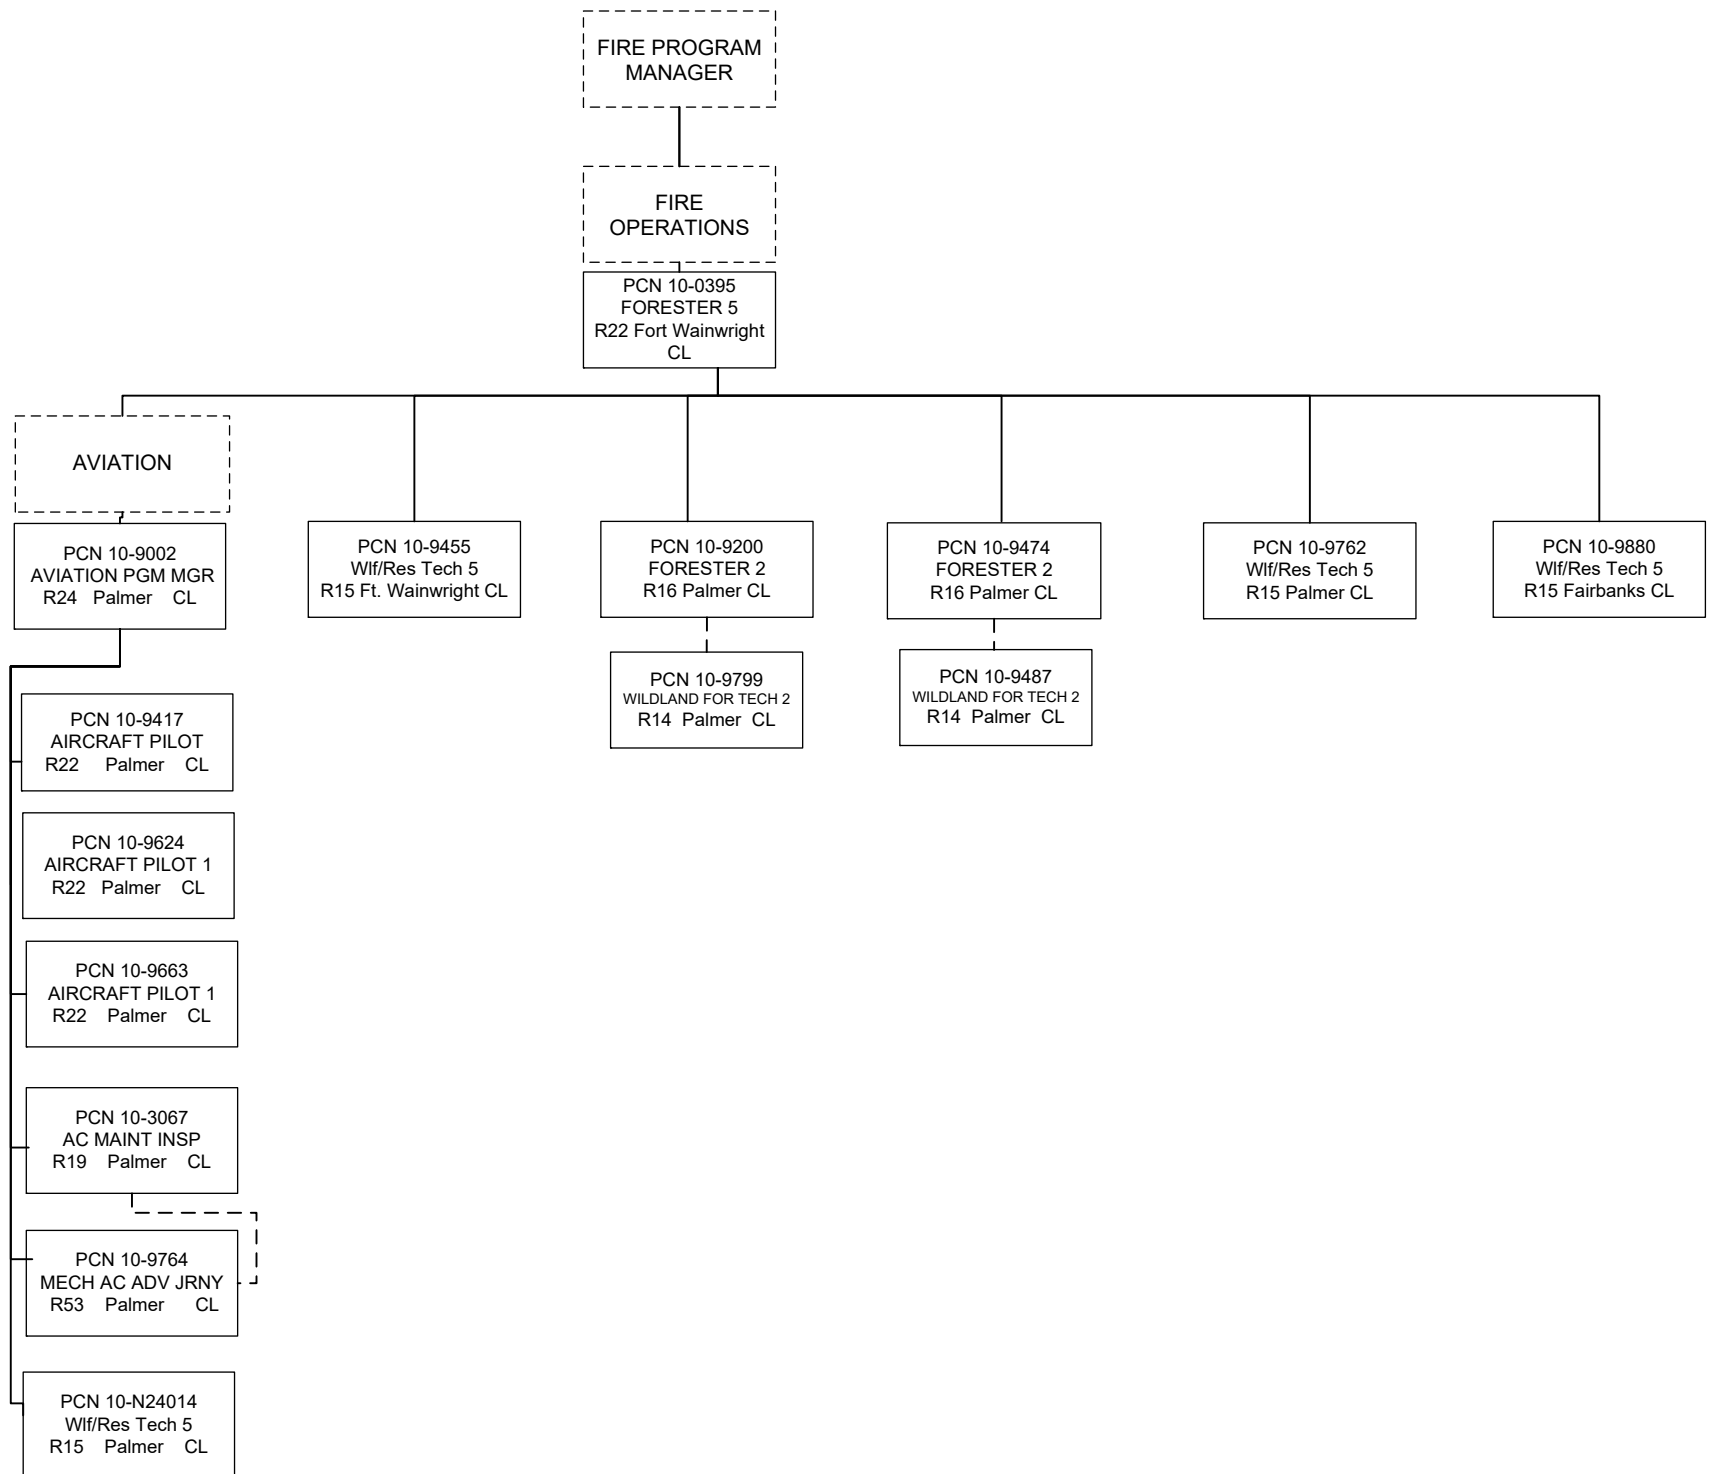 FIRE PROGRAM
MANAGER
FIRE
OPERATIONS
PCN 10-0395
FORESTER 5
R22 Fort Wainwright
CL
AVIATION
PCN 10-9002
AVIATION PGM MGR
R24 Palmer CL
PCN 10-9455
Wlf/Res Tech 5
R15 Ft. Wainwright CL
PCN 10-9200
FORESTER 2
R16 Palmer CL
PCN 10-9474
FORESTER 2
R16 Palmer CL
PCN 10-9762
Wlf/Res Tech 5
R15 Palmer CL
PCN 10-9880
Wlf/Res Tech 5
R15 Fairbanks CL
PCN 10-9799
WILDLAND FOR TECH 2
R14 Palmer CL
PCN 10-9487
WILDLAND FOR TECH 2
R14 Palmer CL
PCN 10-9417
AIRCRAFT PILOT
R22 Palmer CL
PCN 10-9624
AIRCRAFT PILOT 1
R22 Palmer CL
PCN 10-9663
AIRCRAFT PILOT 1
R22 Palmer CL
PCN 10-3067
AC MAINT INSP
R19 Palmer CL
PCN 10-9764
MECH AC ADV JRNY
R53 Palmer CL
PCN 10-N24014
Wlf/Res Tech 5
R15 Palmer CL